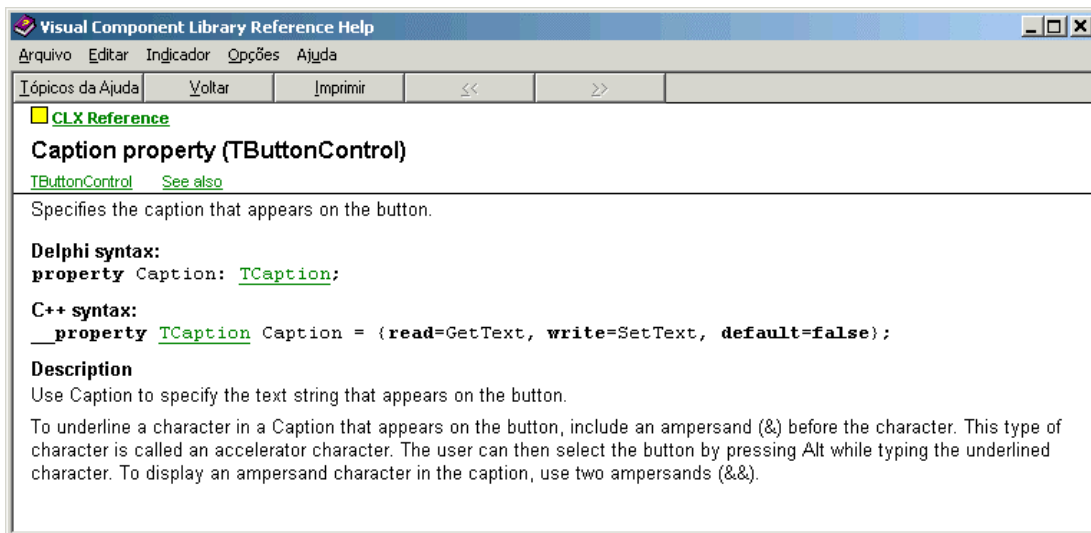 Visual Component Library Reference Help
Arquivo Editar Indicador Opções Ajuda
Tópicos da Ajuda Voltar Imprimir << >>
CLX Reference
Caption property (TButtonControl)
TButtonControl See also
Specifies the caption that appears on the button.
Delphi syntax:
property Caption: TCaption;
C++ syntax:
__property TCaption Caption = {read=GetText, write=SetText, default=false};
Description
Use Caption to specify the text string that appears on the button.
To underline a character in a Caption that appears on the button, include an ampersand (&) before the character. This type of
character is called an accelerator character. The user can then select the button by pressing Alt while typing the underlined
character. To display an ampersand character in the caption, use two ampersands (&&).